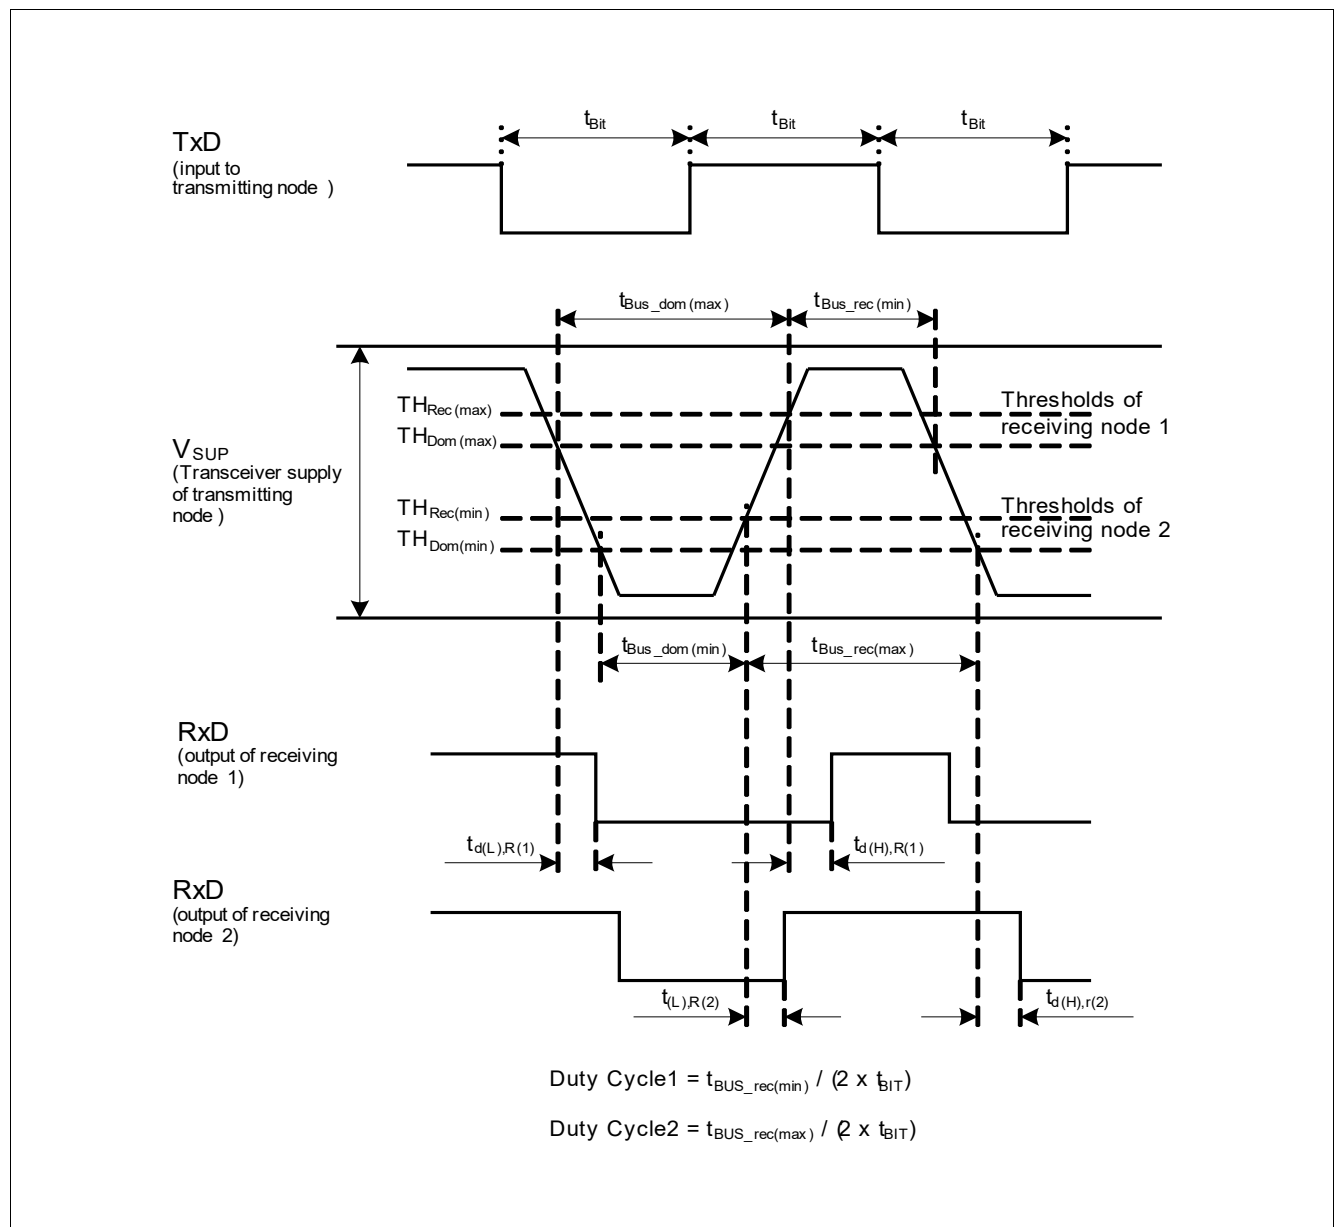 tBit tBit tBit
TxD
(input to
transmitting node )
tBus_dom(max) tBus_rec(min)
THRec(max)
THDom(max)
Thresholds of
receiving node 1
VSUP
(Transceiver supply
of transmitting
node )
THRec(min)
THDom(min)
Thresholds of
receiving node 2
tBus_dom(min) tBus_rec(max)
RxD
(output of receiving
node 1)
td(L),R(1) td(H),R(1)
RxD
(output of receiving
node 2)
t(L),R(2) td(H),r(2)
Duty Cycle1 = tBUS_rec(min) / (2 x tBIT)
Duty Cycle2 = tBUS_rec(max) / (2 x tBIT)